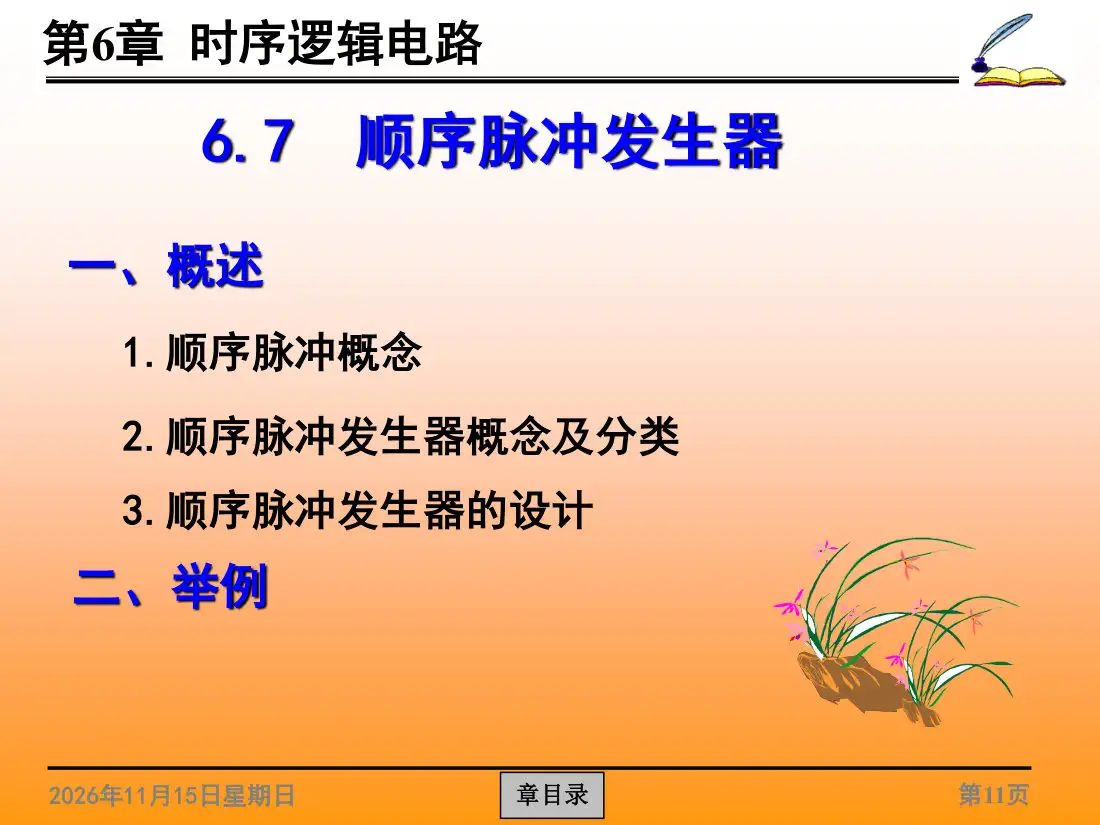 第6章 时序逻辑电路
6.7 顺序脉冲发生器
一、概述
1.顺序脉冲概念
2.顺序脉冲发生器概念及分类
3.顺序脉冲发生器的设计
二、举例
2026年11月15日星期日
章目录
第11页